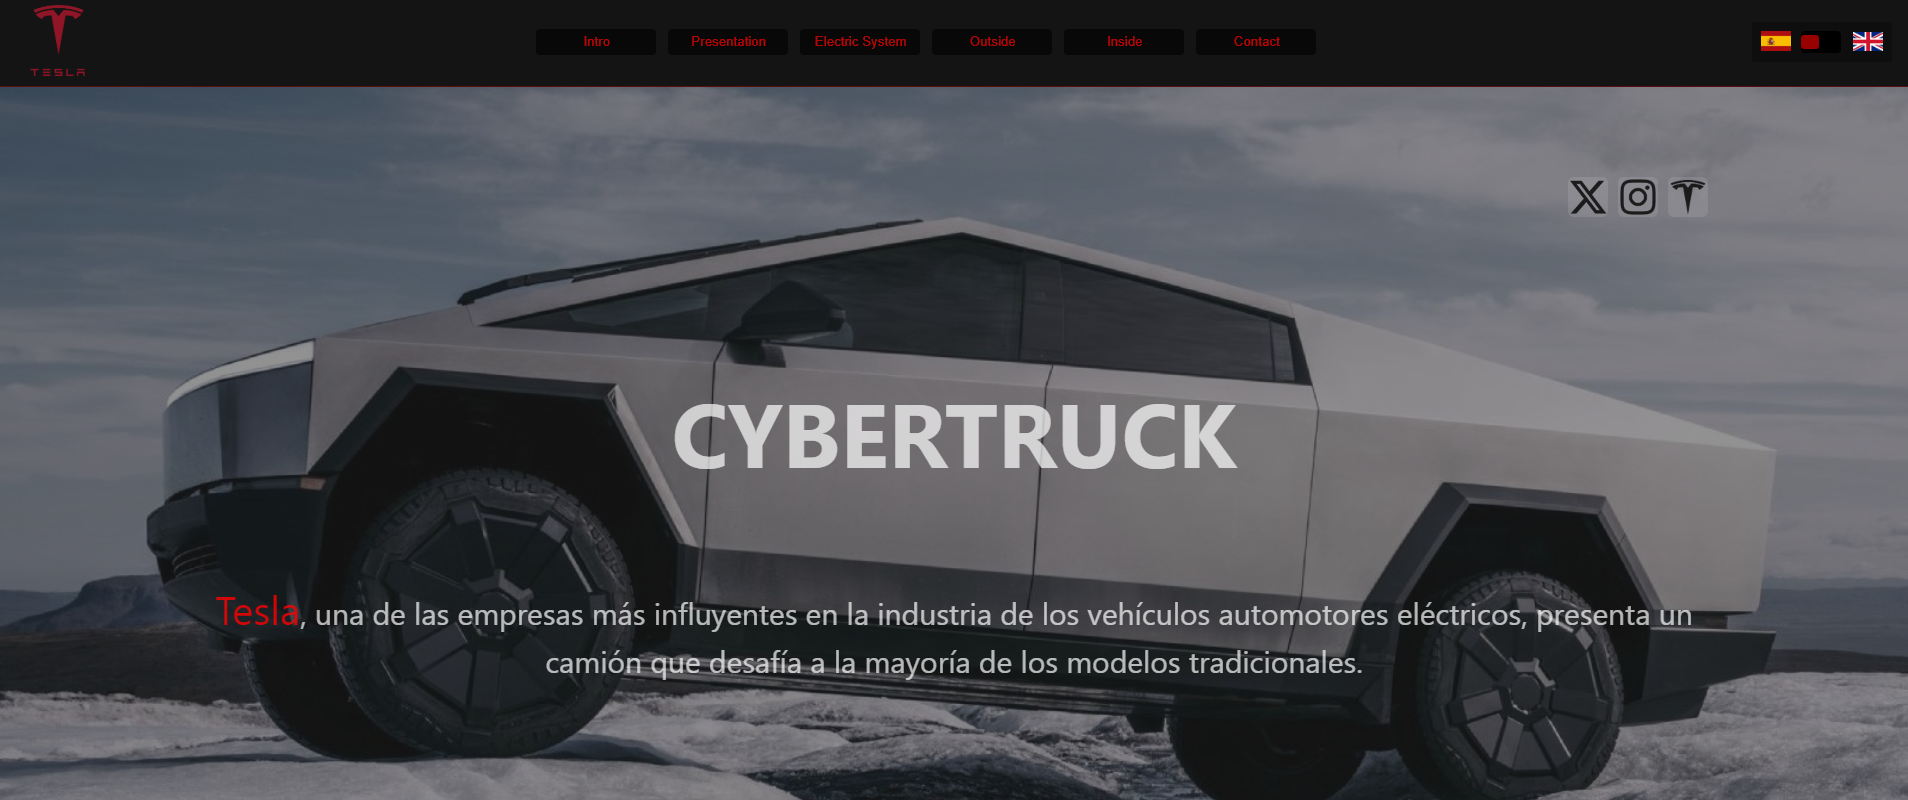 TESLA
Intro
Presentation
Electric System
Outside
Inside
Contact
CYBERTRUCK
Tesla, una de las empresas más influyentes en la industria de los vehículos automotores eléctricos, presenta un
camión que desafía a la mayoría de los modelos tradicionales.